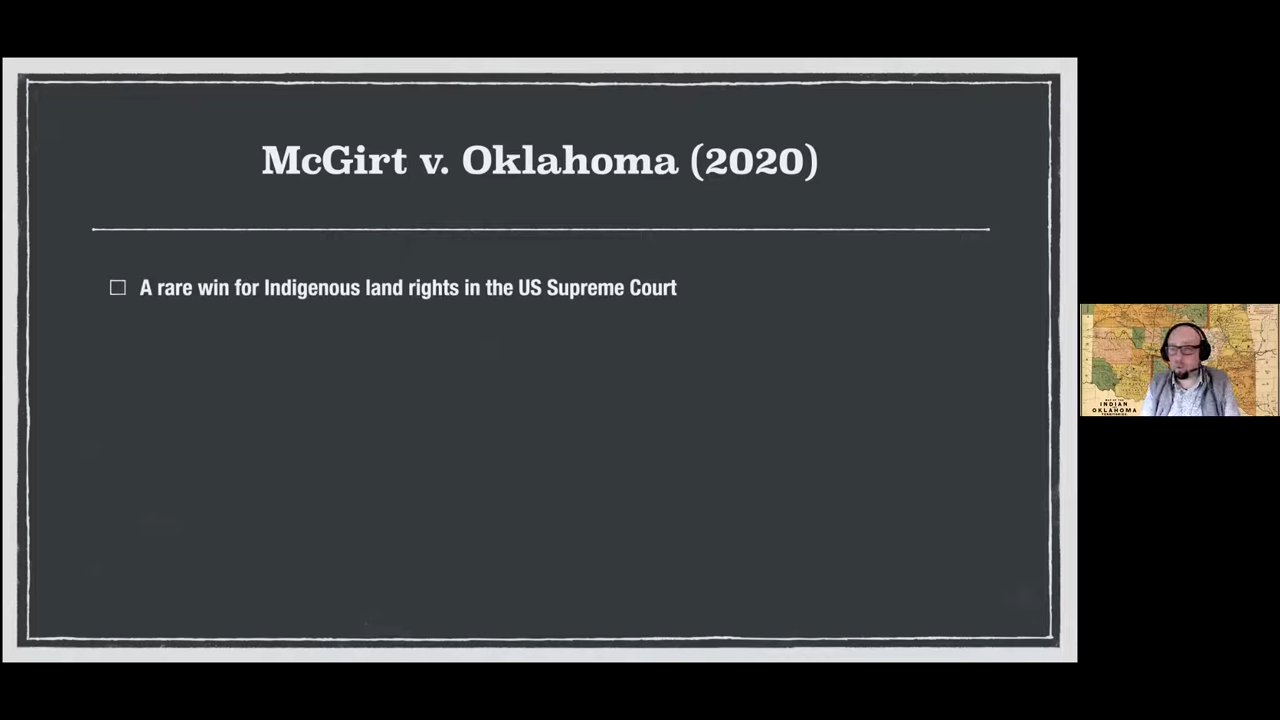 McGirt v. Oklahoma (2020)
A rare win for Indigenous land rights in the US Supreme Court
INDIAN
OKLAHOMA